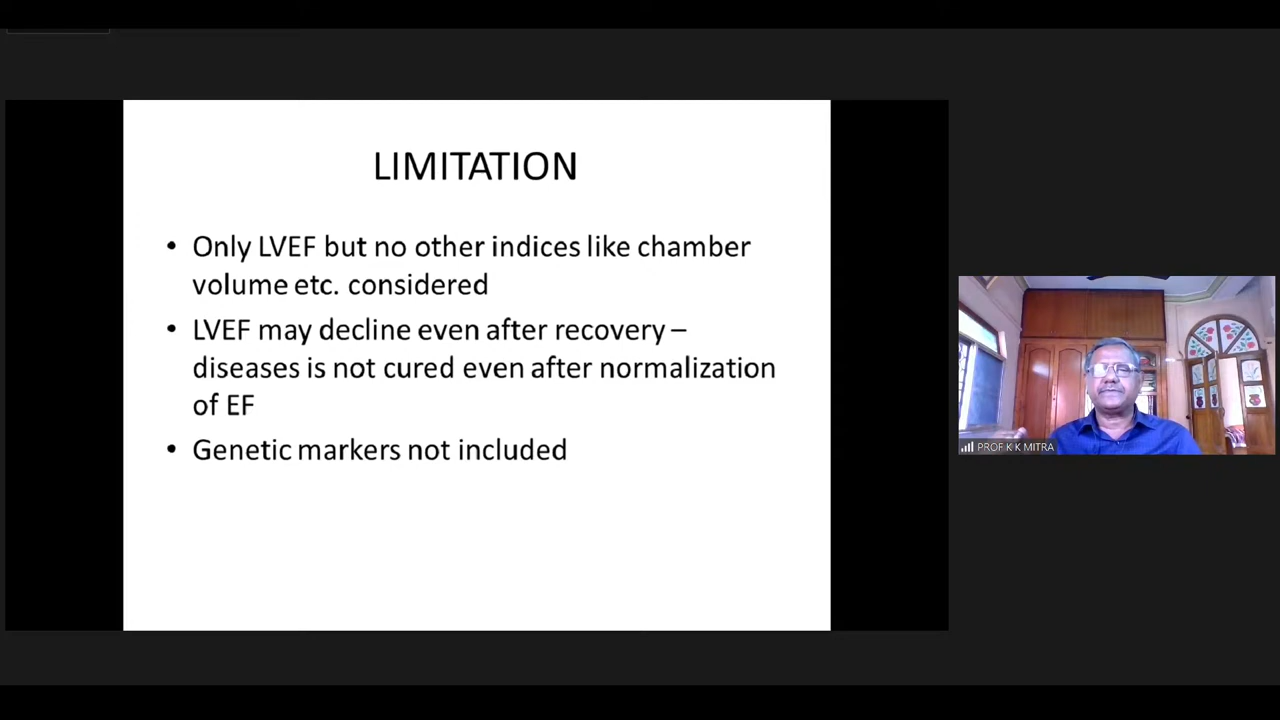 LIMITATION
• Only LVEF but no other indices like chamber
volume etc. considered
• LVEF may decline even after recovery –
diseases is not cured even after normalization
of EF
• Genetic markers not included
PROF K K MITRA